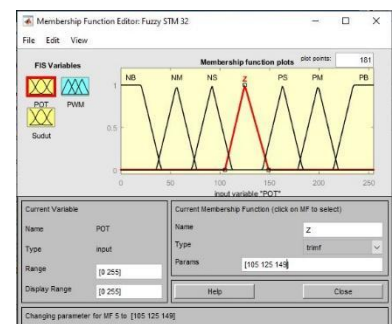 Membership Function Editor: Fuzzy STM 32
File Edit View
FIS Variables
Membership function plots plot points: 181
POT PWM
Sudut
NB NM NS Z PS PM PB
1
0.5
0
0 50 100 150 200 250
input variable "POT"
Current Variable
Name POT
Type input
Range [0 255]
Display Range [0 255]
Current Membership Function (click on MF to select)
Name Z
Type trimf
Params [105 125 149]
Help Close
Changing parameter for MF 5 to [105 125 149]